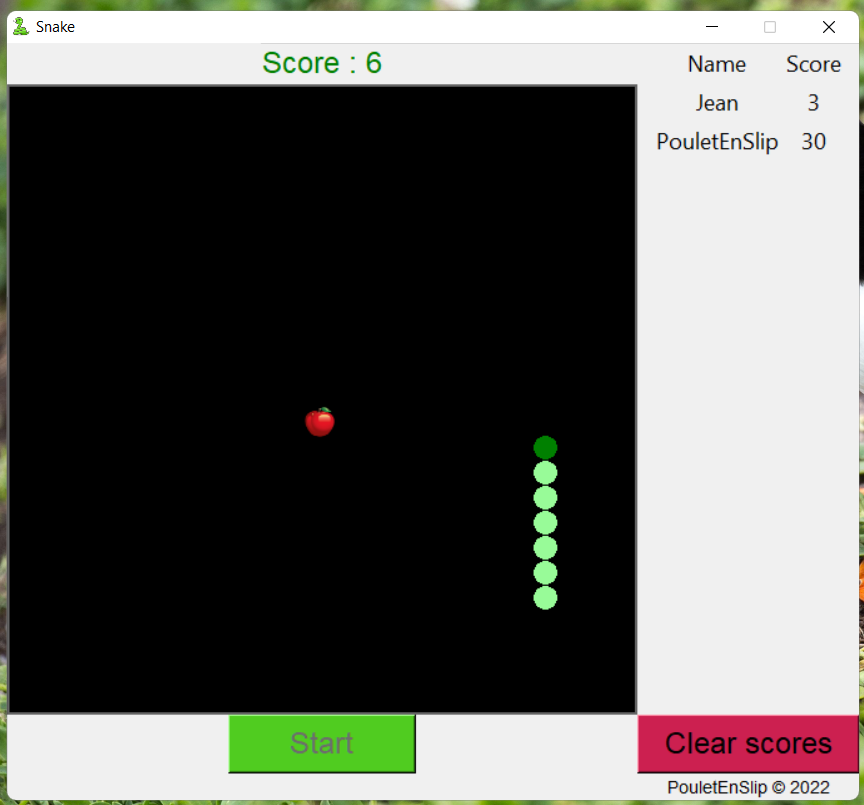 Snake
Score : 6
Name Score
Jean 3
PouletEnSlip 30
Start
Clear scores
PouletEnSlip © 2022